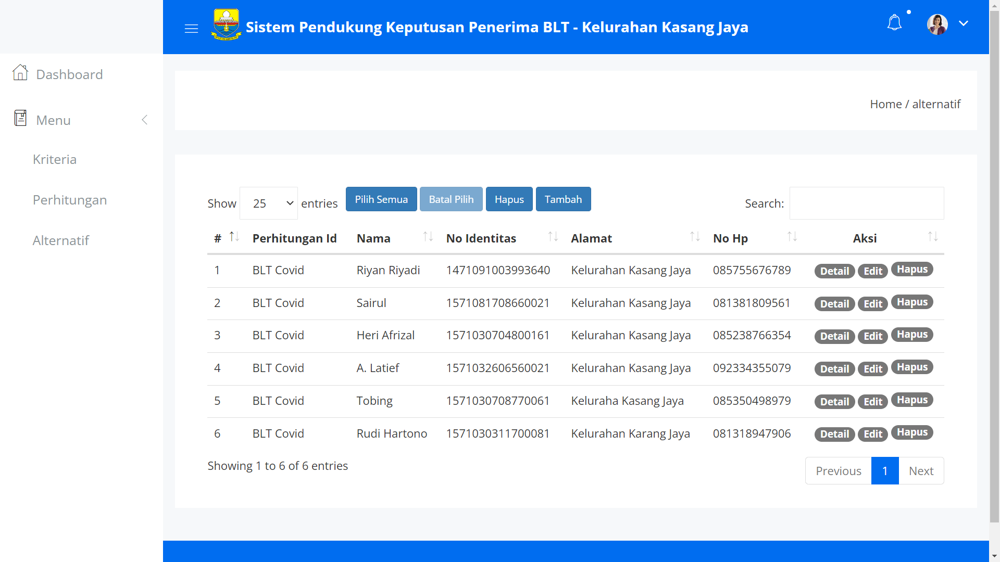 Sistem Pendukung Keputusan Penerima BLT - Kelurahan Kasang Jaya
Dashboard
Menu
Kriteria
Perhitungan
Alternatif
Home / alternatif
Show 25 entries Pilih Semua Batal Pilih Hapus Tambah Search:
# Perhitungan Id Nama No Identitas Alamat No Hp Aksi
1 BLT Covid Riyan Riyadi 1471091003993640 Kelurahan Kasang Jaya 085755676789 Detail Edit Hapus
2 BLT Covid Sairul 1571081708660021 Kelurahan Kasang Jaya 081381809561 Detail Edit Hapus
3 BLT Covid Heri Afrizal 1571030704800161 Kelurahan Kasang Jaya 085238766354 Detail Edit Hapus
4 BLT Covid A. Latief 1571032606560021 Kelurahan Kasang Jaya 092334355079 Detail Edit Hapus
5 BLT Covid Tobing 1571030708770061 Keluraha Kasang Jaya 085350498979 Detail Edit Hapus
6 BLT Covid Rudi Hartono 1571030311700081 Kelurahan Karang Jaya 081318947906 Detail Edit Hapus
Showing 1 to 6 of 6 entries
Previous 1 Next